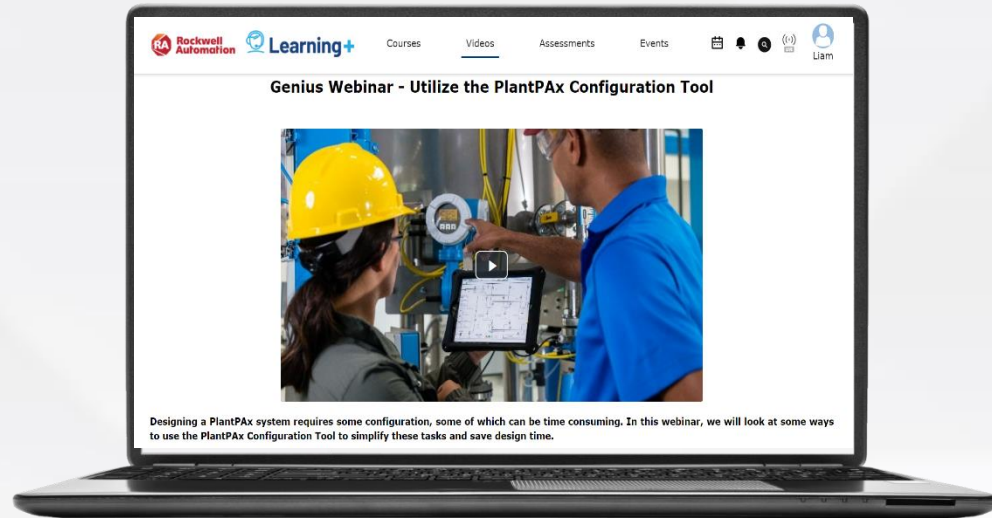 Rockwell
Automation
Learning+
Courses
Videos
Assessments
Events
Liam
Genius Webinar - Utilize the PlantPAx Configuration Tool
Designing a PlantPAx system requires some configuration, some of which can be time consuming. In this webinar, we will look at some ways
to use the PlantPAx Configuration Tool to simplify these tasks and save design time.